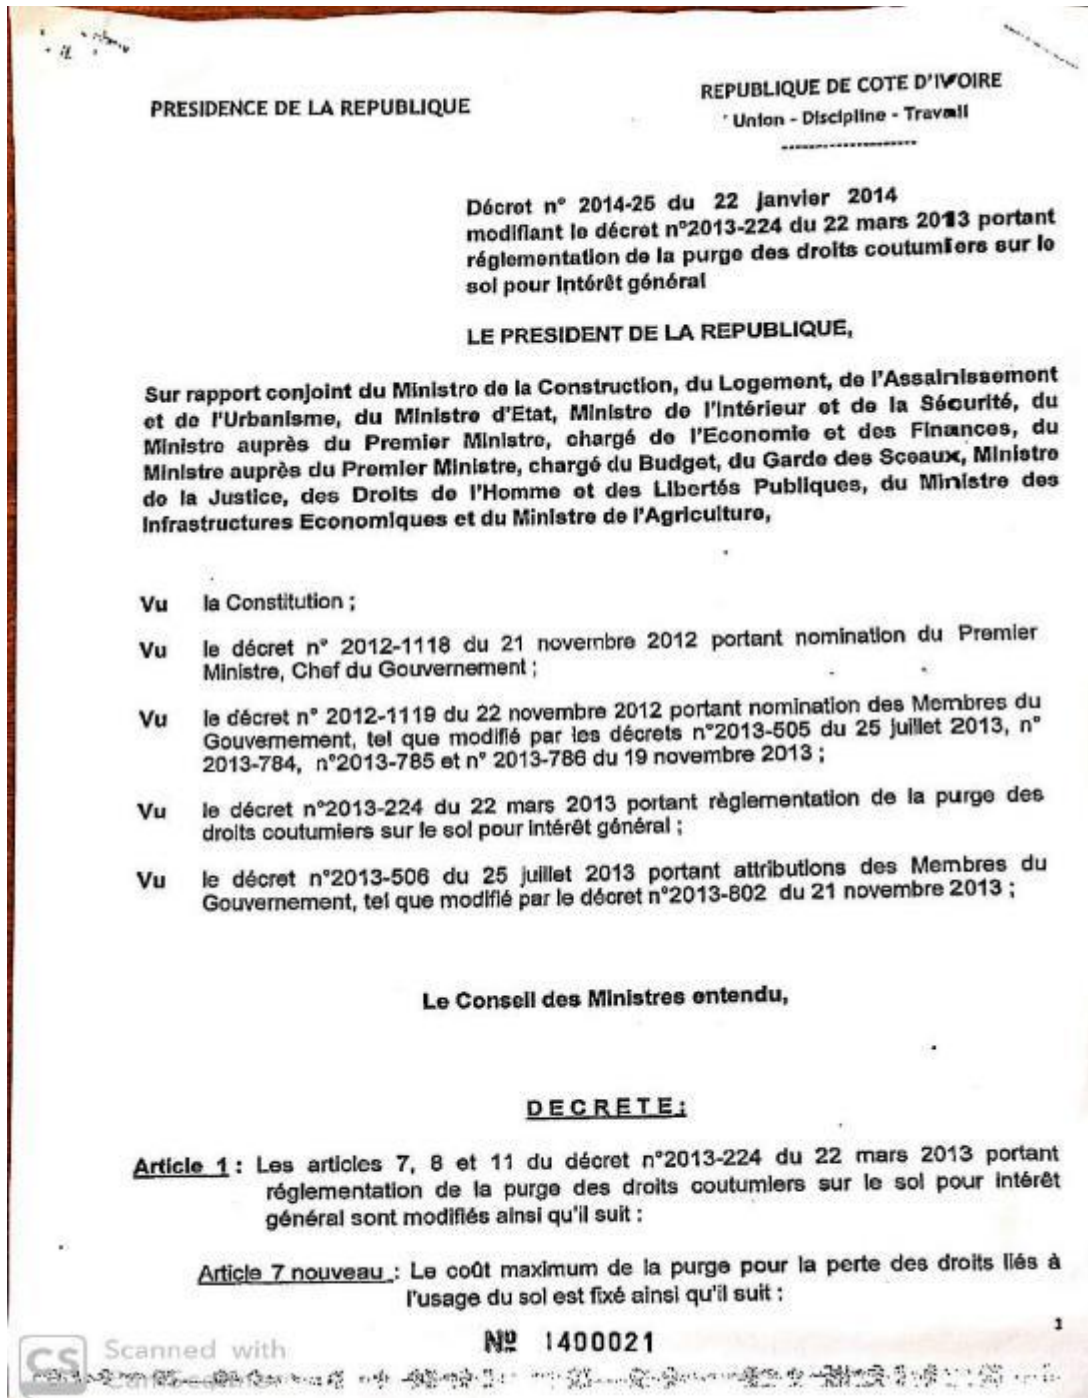 PRESIDENCE DE LA REPUBLIQUE
REPUBLIQUE DE COTE D'IVOIRE
Union - Discipline - Travail
--------------------
Décret n° 2014-25 du 22 janvier 2014
modifiant le décret n°2013-224 du 22 mars 2013 portant
réglementation de la purge des droits coutumiers sur le
sol pour Intérêt général
LE PRESIDENT DE LA REPUBLIQUE,
Sur rapport conjoint du Ministre de la Construction, du Logement, de l'Assainissement
et de l'Urbanisme, du Ministre d'Etat, Ministre de l'Intérieur et de la Sécurité, du
Ministre auprès du Premier Ministre, chargé de l'Economie et des Finances, du
Ministre auprès du Premier Ministre, chargé du Budget, du Garde des Sceaux, Ministre
de la Justice, des Droits de l'Homme et des Libertés Publiques, du Ministre des
Infrastructures Economiques et du Ministre de l'Agriculture,
Vu la Constitution ;
Vu le décret n° 2012-1118 du 21 novembre 2012 portant nomination du Premier
Ministre, Chef du Gouvernement ;
Vu le décret n° 2012-1119 du 22 novembre 2012 portant nomination des Membres du
Gouvernement, tel que modifié par les décrets n°2013-505 du 25 juillet 2013, n°
2013-784, n°2013-785 et n° 2013-786 du 19 novembre 2013 ;
Vu le décret n°2013-224 du 22 mars 2013 portant règlementation de la purge des
droits coutumiers sur le sol pour intérêt général ;
Vu le décret n°2013-506 du 25 juillet 2013 portant attributions des Membres du
Gouvernement, tel que modifié par le décret n°2013-802 du 21 novembre 2013 ;
Le Conseil des Ministres entendu,
DECRETE:
Article 1 : Les articles 7, 8 et 11 du décret n°2013-224 du 22 mars 2013 portant
réglementation de la purge des droits coutumiers sur le sol pour intérêt
général sont modifiés ainsi qu'il suit :
Article 7 nouveau : Le coût maximum de la purge pour la perte des droits liés à
l'usage du sol est fixé ainsi qu'il suit :
1
Nº 1400021
CS Scanned with